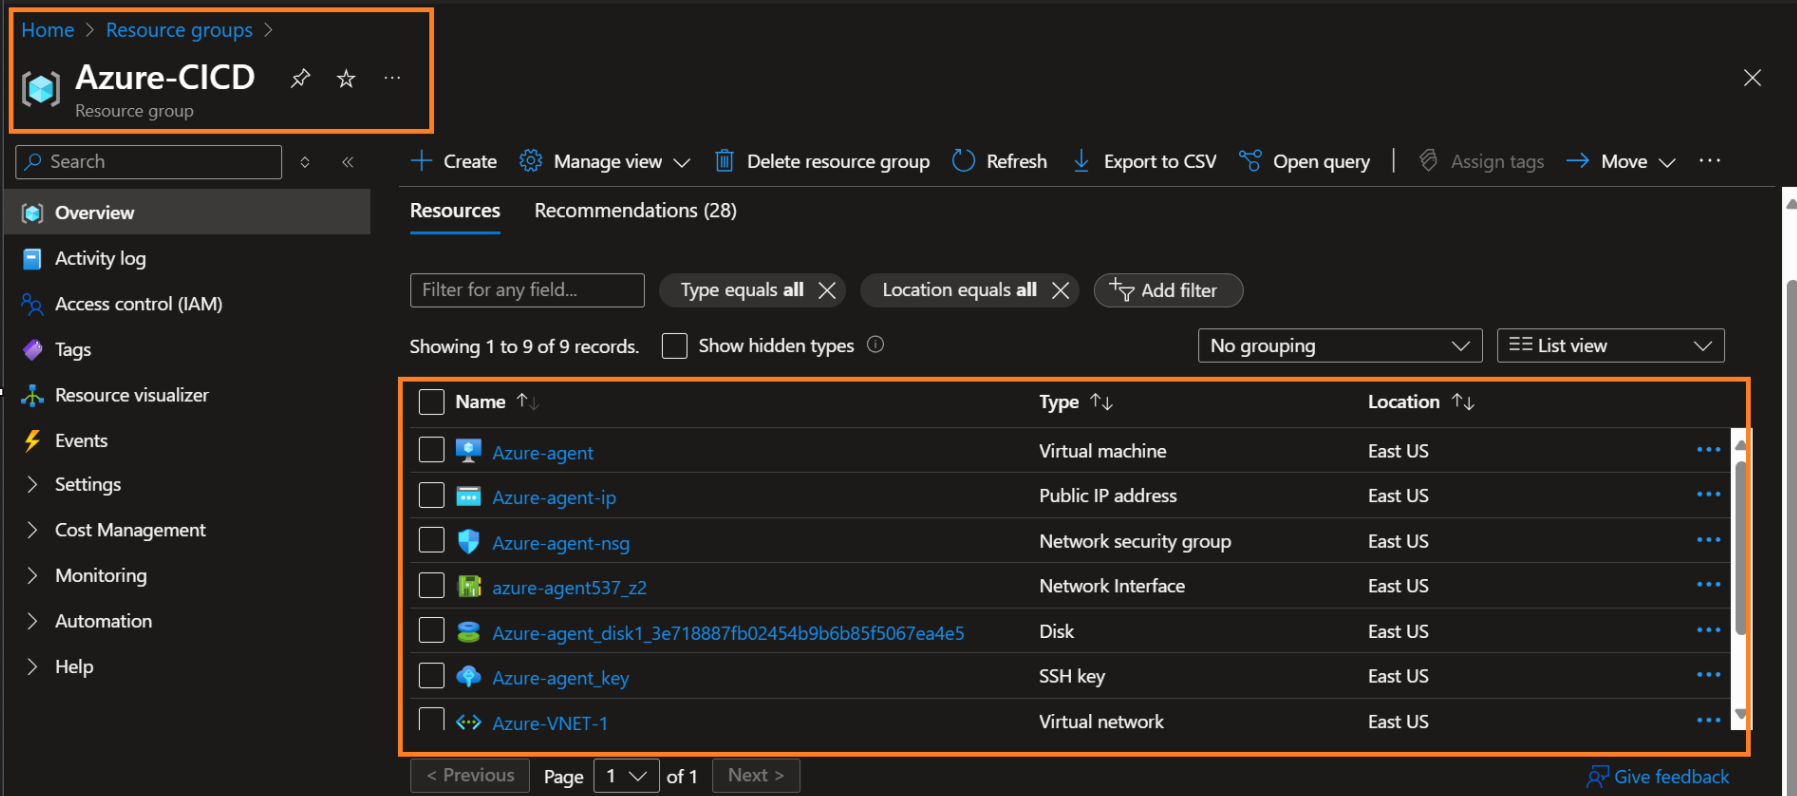 Home > Resource groups >
Azure-CICD
Resource group
Search
Create Manage view Delete resource group Refresh Export to CSV Open query Assign tags Move
Overview
Activity log
Access control (IAM)
Tags
Resource visualizer
Events
Settings
Cost Management
Monitoring
Automation
Help
Resources Recommendations (28)
Filter for any field... Type equals all Location equals all Add filter
Showing 1 to 9 of 9 records. Show hidden types No grouping List view
Name Type Location
Azure-agent Virtual machine East US
Azure-agent-ip Public IP address East US
Azure-agent-nsg Network security group East US
azure-agent537_z2 Network Interface East US
Azure-agent_disk1_3e718887fb02454b9b6b85f5067ea4e5 Disk East US
Azure-agent_key SSH key East US
Azure-VNET-1 Virtual network East US
< Previous Page 1 of 1 Next >
Give feedback